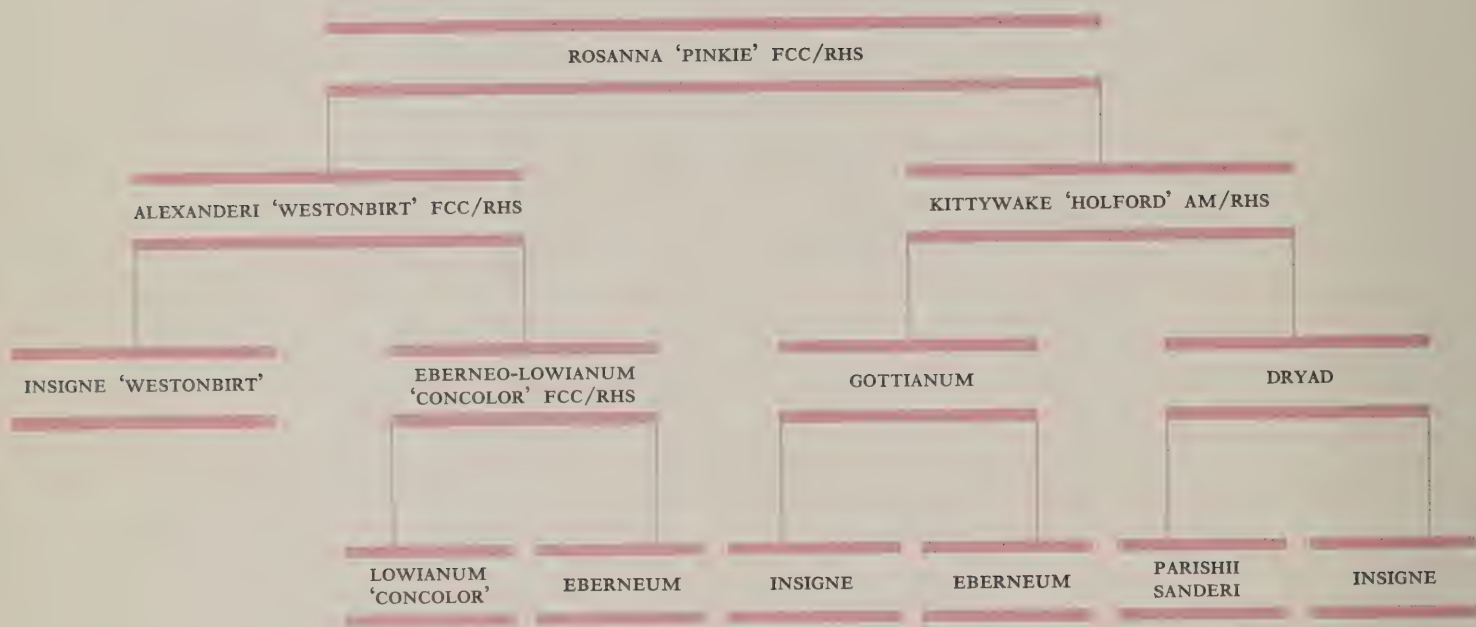 ROSANNA ‘PINKIE’ FCC/RHS
ALEXANDERI ‘WESTONBIRT’ FCC/RHS
KITTYWAKE ‘HOLFORD’ AM/RHS
INSIGNE ‘WESTONBIRT’
EBERNEO-LOWIANUM
‘CONCOLOR’ FCC/RHS
GOTTIANUM
DRYAD
LOWIANUM
‘CONCOLOR’
EBERNEUM
INSIGNE
EBERNEUM
PARISHII
SANDERI
INSIGNE